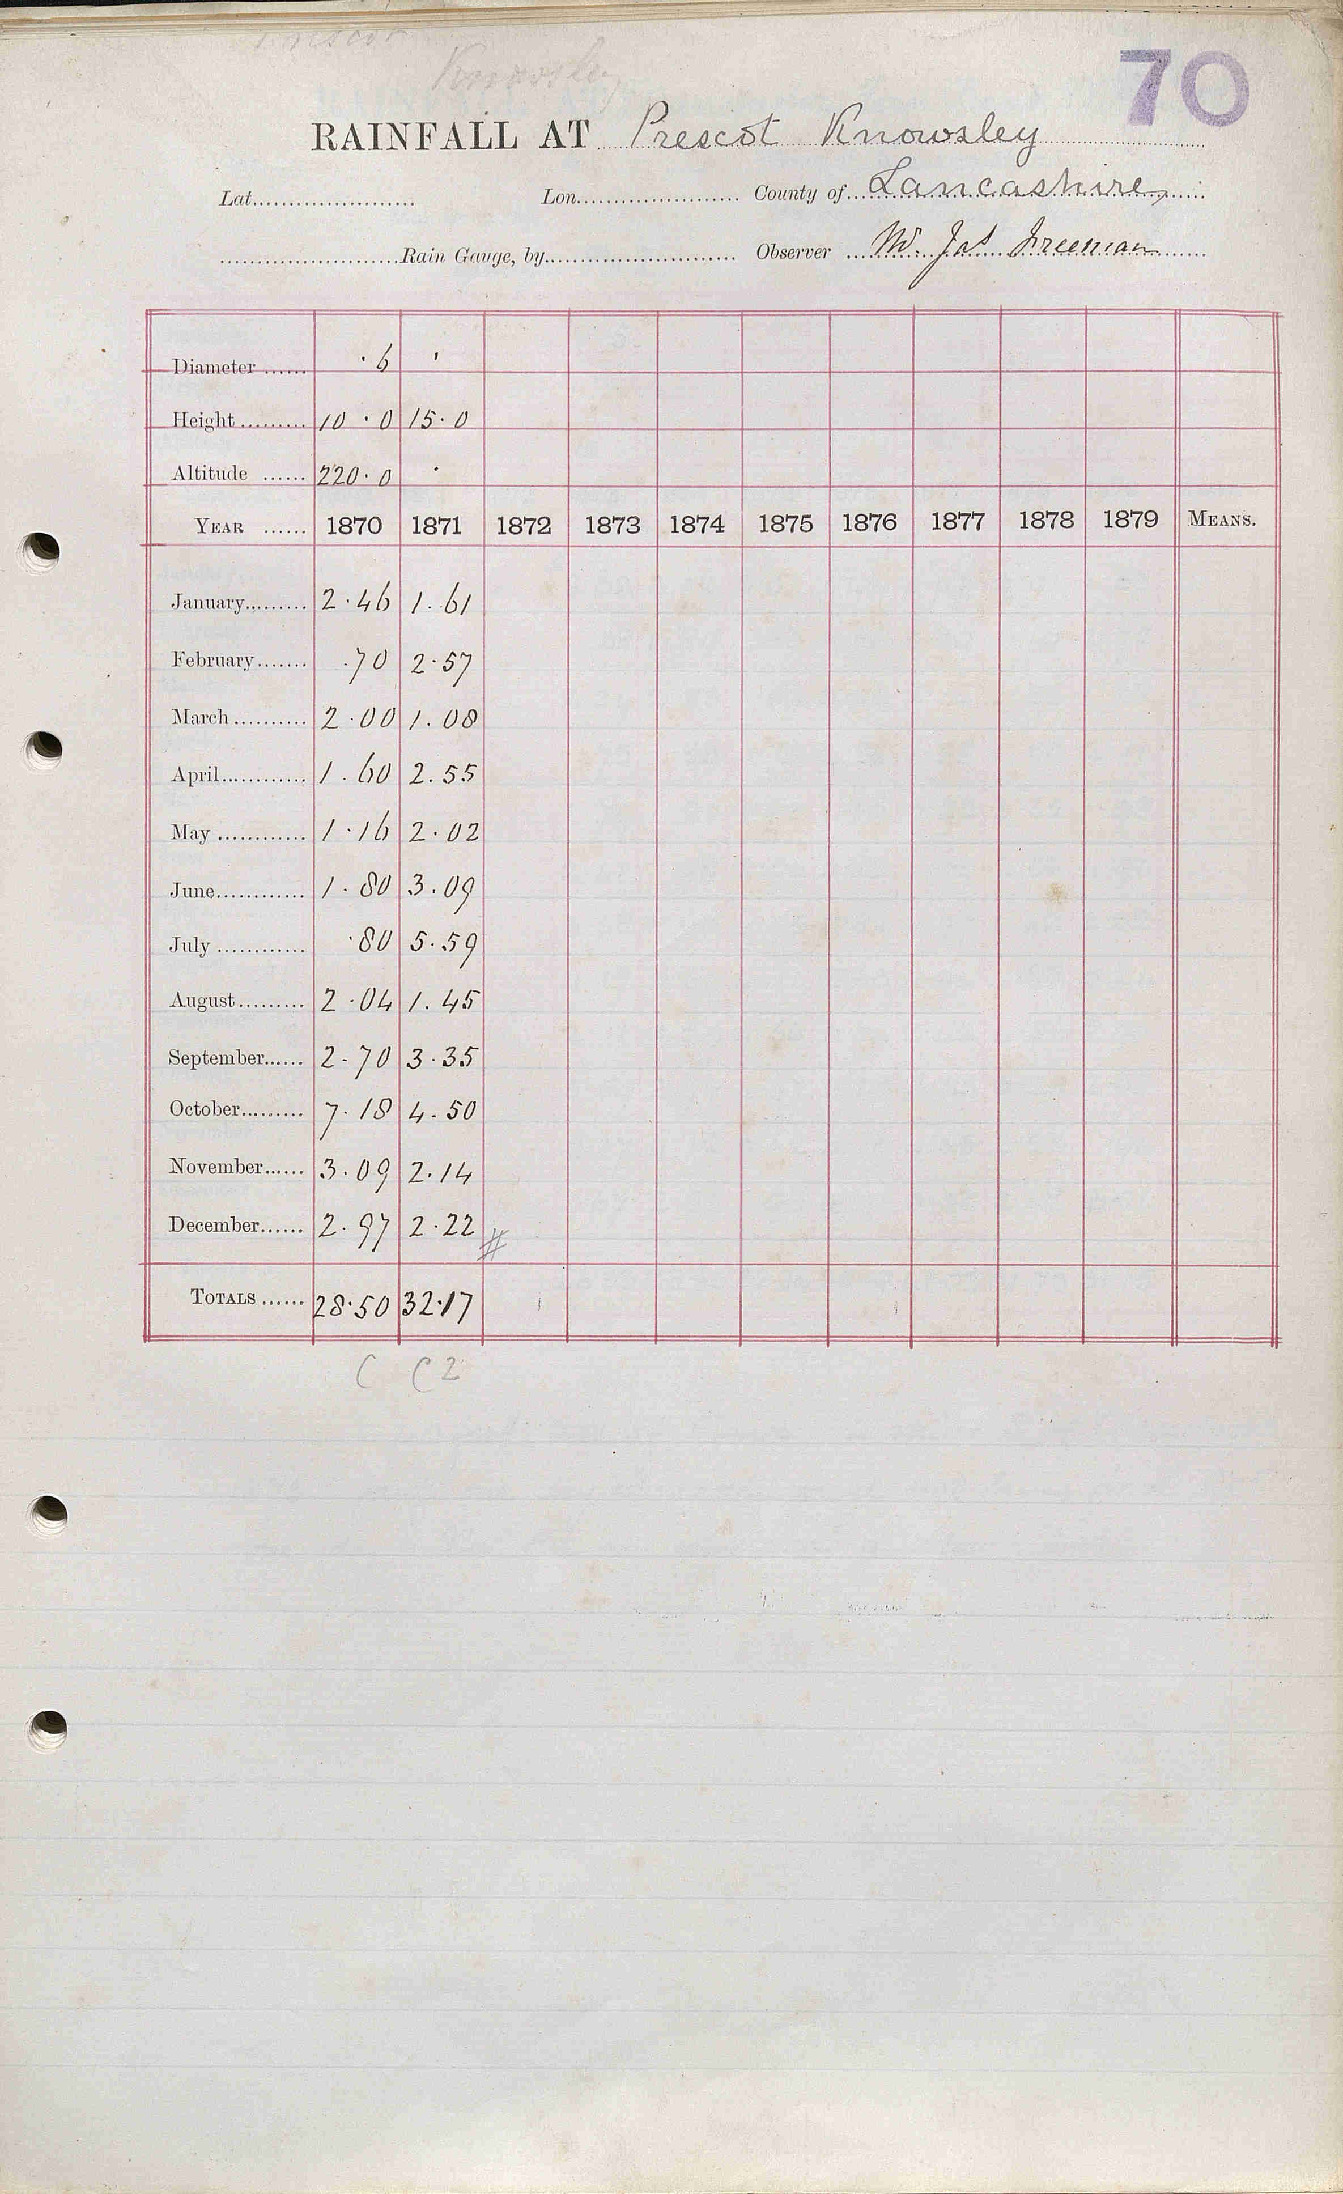 Knowsley
70
RAINFALL AT Prescot Knowsley
Lat. Lon. County of Lancashire
Rain Gauge, by Observer Mr Jas Freeman
Diameter ...... ·6 ·
Height ......... 10·0 15·0
Altitude ...... 220·0 ·
YEAR ...... 1870 1871 1872 1873 1874 1875 1876 1877 1878 1879 MEANS.
January......... 2·46 1·61
February....... ·70 2·57
March .......... 2·00 1·08
April............ 1·60 2.55
May ............ 1·16 2·02
June............ 1·80 3·09
July ............ ·80 5·59
August......... 2·04 1·45
September...... 2·70 3·35
October......... 7·18 4·50
November...... 3·09 2·14
December...... 2·97 2·22 #
TOTALS ...... 28·50 32·17
C C2